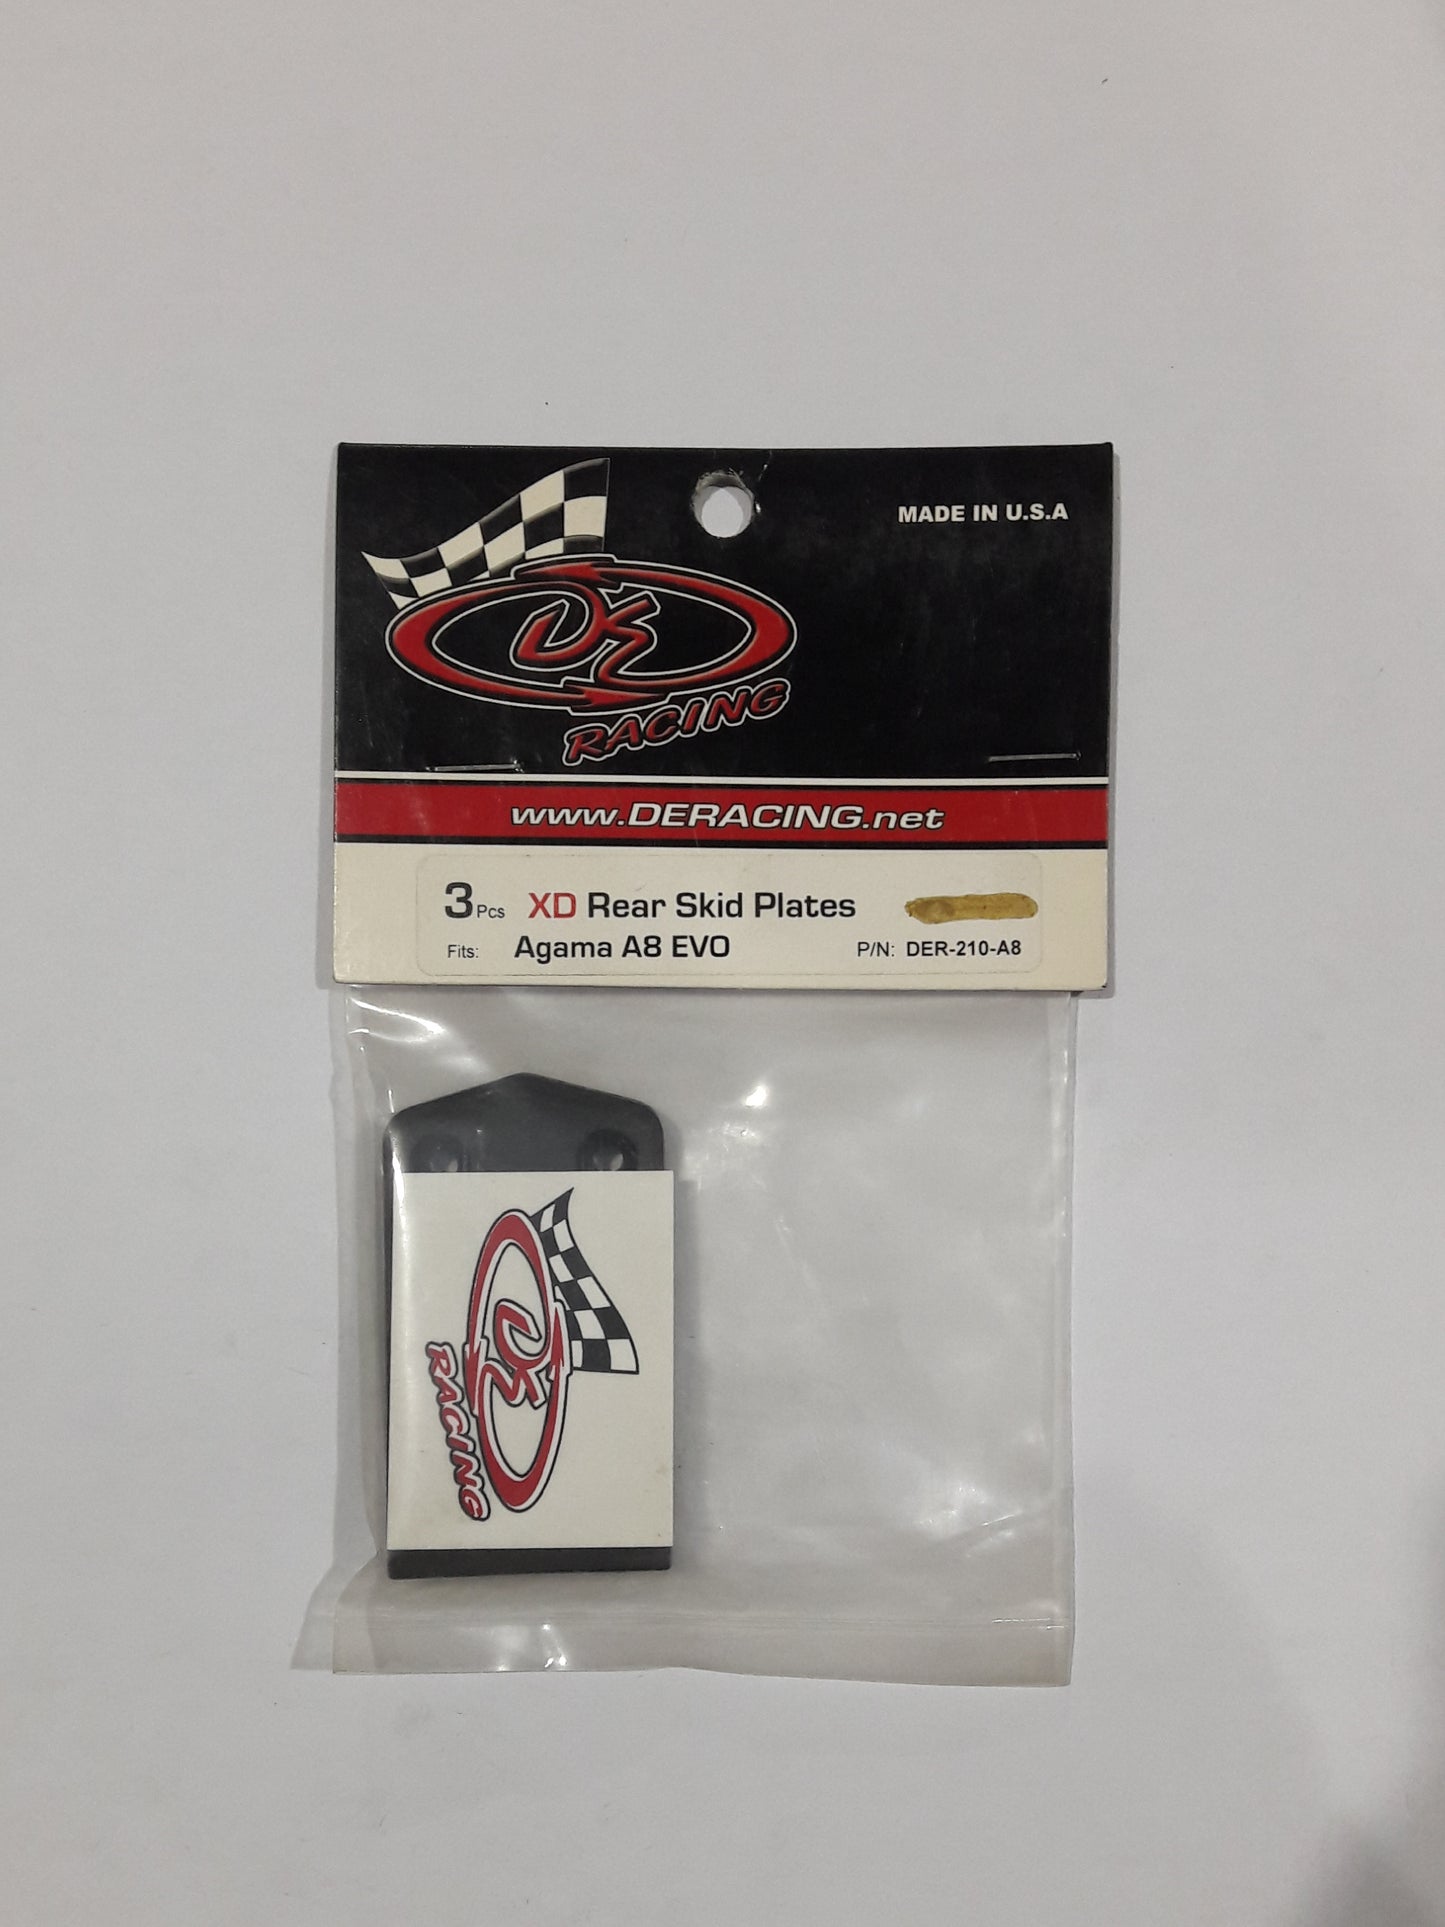 MADE IN U.S.A
DE
RACING
www.DERACING.net
3 Pcs XD Rear Skid Plates
Fits: Agama A8 EVO P/N: DER-210-A8
DE
RACING